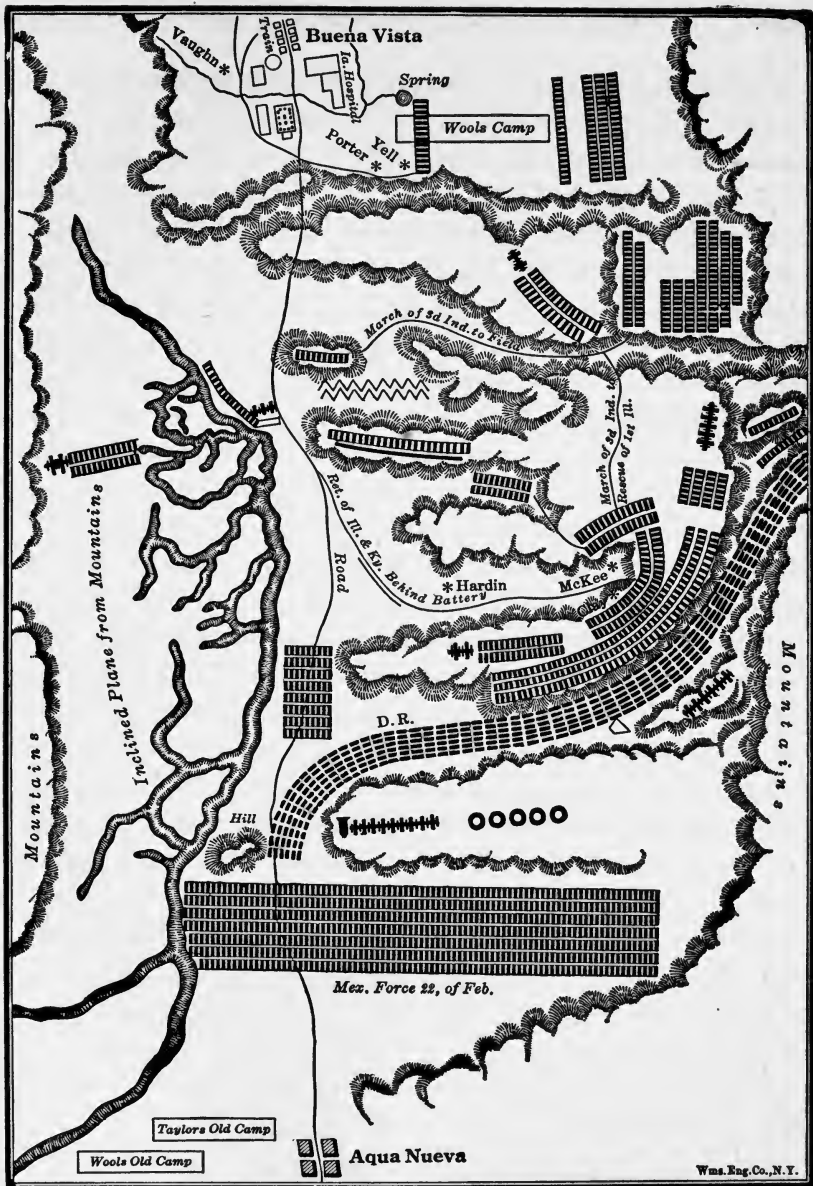 Buena Vista
Train
Vaughn *
Ia. Hospital
Spring
Wools Camp
Yell *
Porter *
March of 3d Ind. to Field
March of 3d Ind. to
Rescue of 1st Ill.
Ret. of Ill. & Ky. Behind Battery
Road
* Hardin
McKee *
Inclined Plane from Mountains
Mountains
Mountains
D. R.
Hill
Mex. Force 22, of Feb.
Taylors Old Camp
Wools Old Camp
Aqua Nueva
Wms. Eng. Co., N.Y.